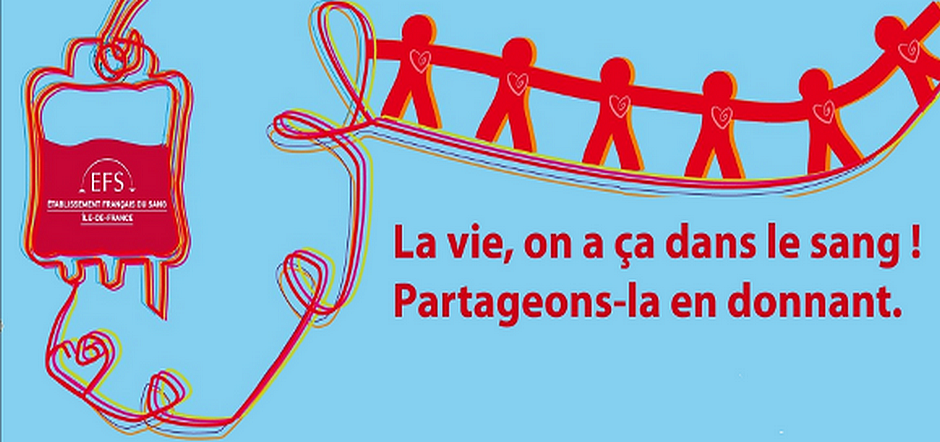 EFS
ÉTABLISSEMENT FRANÇAIS DU SANG
ÎLE-DE-FRANCE
La vie, on a ça dans le sang !
Partageons-la en donnant.